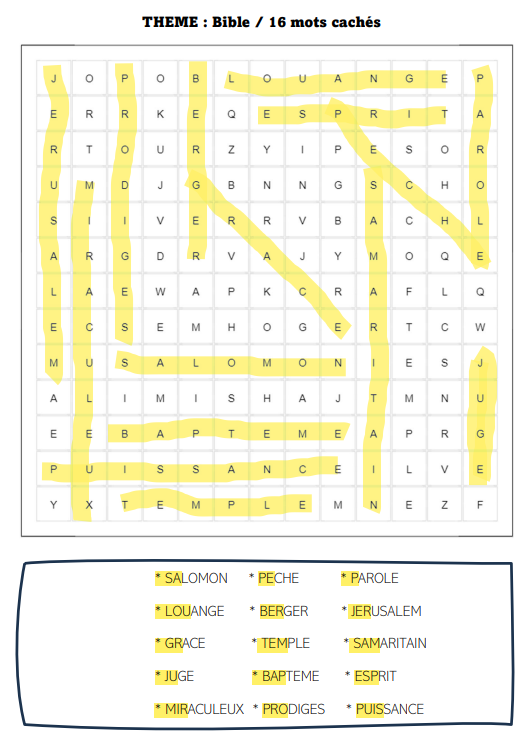 THEME : Bible / 16 mots cachés
J O P O B L O U A N G E P
E R R K E Q E S P R I T A
R T O U R Z Y I P E S O R
U M D J G B N N G S C H O
S I I V E R R V B A C H L
A R G D R V A J Y M O Q E
L A E W A P K C R A F L Q
E C S E M H O G E R T C W
M U S A L O M O N I E S J
A L I M I S H A J T M N U
E E B A P T E M E A P R G
P U I S S A N C E I L V E
Y X T E M P L E M N E Z F
* SALOMON * PECHE * PAROLE
* LOUANGE * BERGER * JERUSALEM
* GRACE * TEMPLE * SAMARITAIN
* JUGE * BAPTEME * ESPRIT
* MIRACULEUX * PRODIGES * PUISSANCE